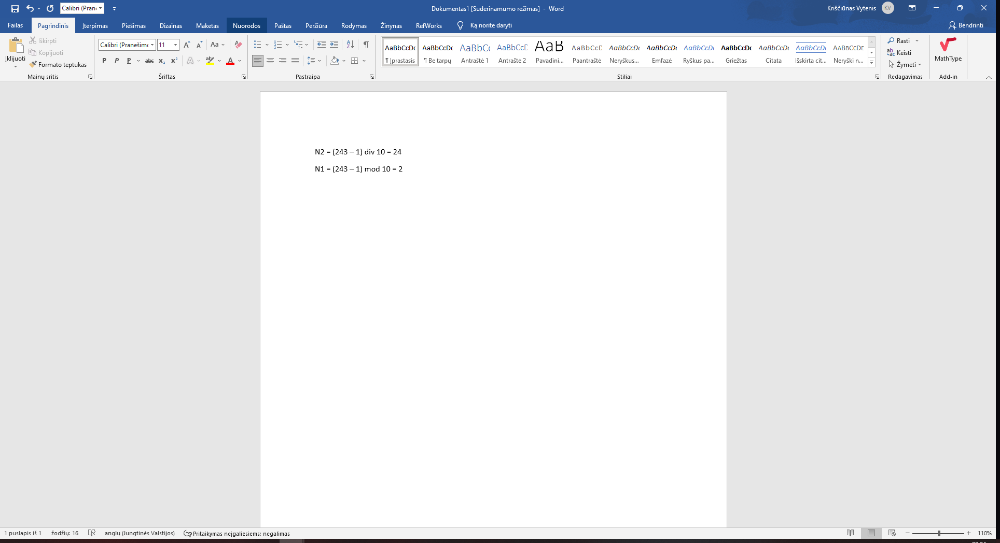 Calibri (Pran
Dokumentas1 [Suderinamumo režimas] - Word
Kriščiūnas Vytenis
KV
Failas
Pagrindinis
Įterpimas
Piešimas
Dizainas
Maketas
Nuorodos
Paštas
Peržiūra
Rodymas
Žinynas
RefWorks
Ką norite daryti
Bendrinti
Įklijuoti
Iškirpti
Kopijuoti
Formato teptukas
Mainų sritis
Calibri (Pranešimo
11
A A Aa
P P P abc x₂ x² A ab A
Šriftas
Pastraipa
AaBbCcDc AaBbCcDc AaBbCc AaBbCcD AaB AaBbCcD AaBbCcDc AaBbCcDc AaBbCcDc AaBbCcDc AaBbCcDc AaBbCcDc AABBCCDE
¶ Įprastasis ¶ Be tarpų Antraštė 1 Antraštė 2 Pavadini... Paantraštė Neryškus... Emfazė Ryškus pa... Griežtas Citata Išskirta cit... Neryški n...
Stiliai
Rasti
Keisti
Žymėti
Redagavimas
MathType
Add-in
N2 = (243 – 1) div 10 = 24
N1 = (243 – 1) mod 10 = 2
1 puslapis iš 1
žodžių: 16
anglų (Jungtinės Valstijos)
Pritaikymas neįgaliesiems: negalimas
110%